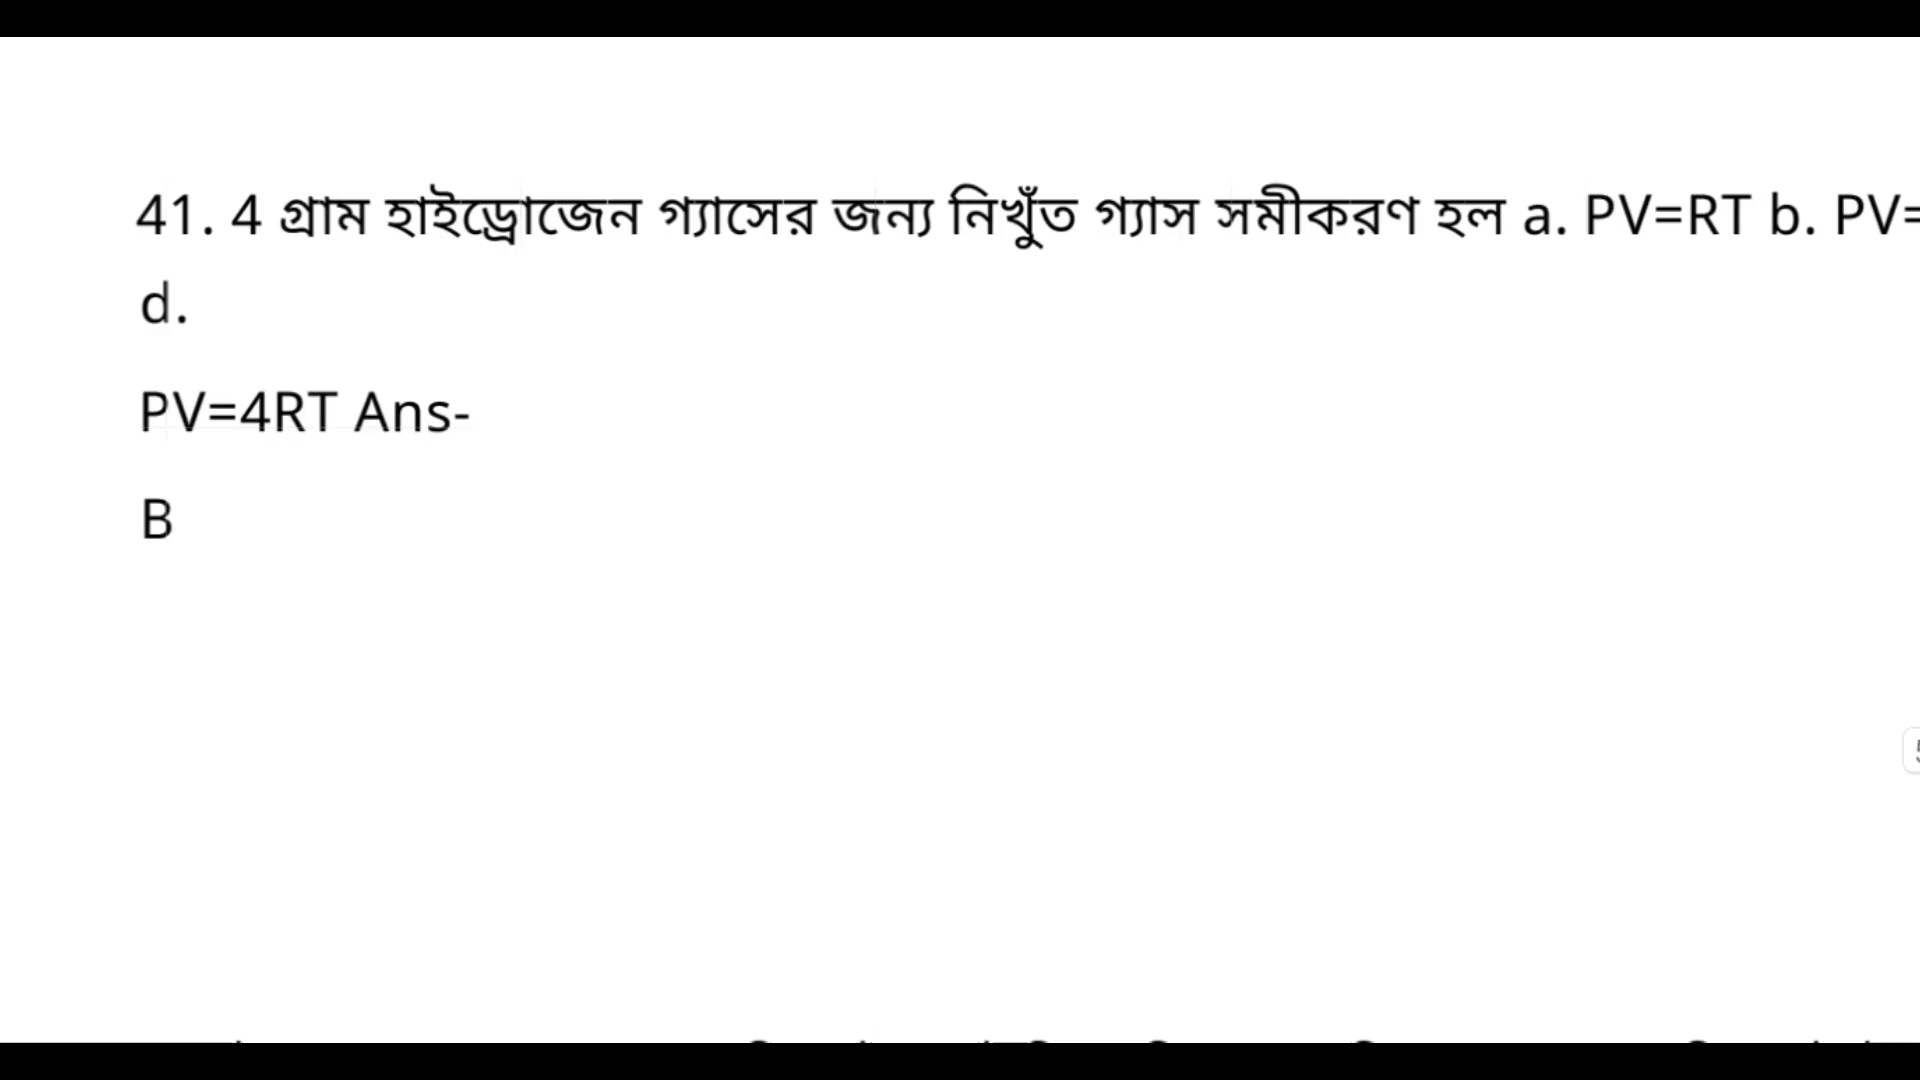 41. 4 গ্রাম হাইড্রোজেন গ্যাসের জন্য নিখুঁত গ্যাস সমীকরণ হল a. PV=RT b. PV=
d.
PV=4RT Ans-
B